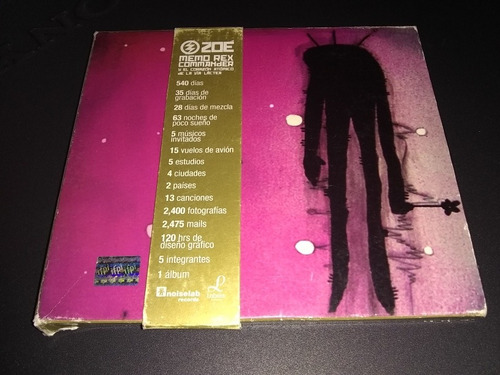 ZOÉ
MEMO REX
COMMANDER
Y EL CORAZÓN ATÓMICO
DE LA VÍA LÁCTEA
540 días
35 días de
grabación
28 días de mezcla
63 noches de
poco sueño
5 músicos
invitados
15 vuelos de avión
5 estudios
4 ciudades
2 países
13 canciones
2,400 fotografías
2,475 mails
120 hrs de
diseño gráfico
5 integrantes
1 álbum
noiselab
records